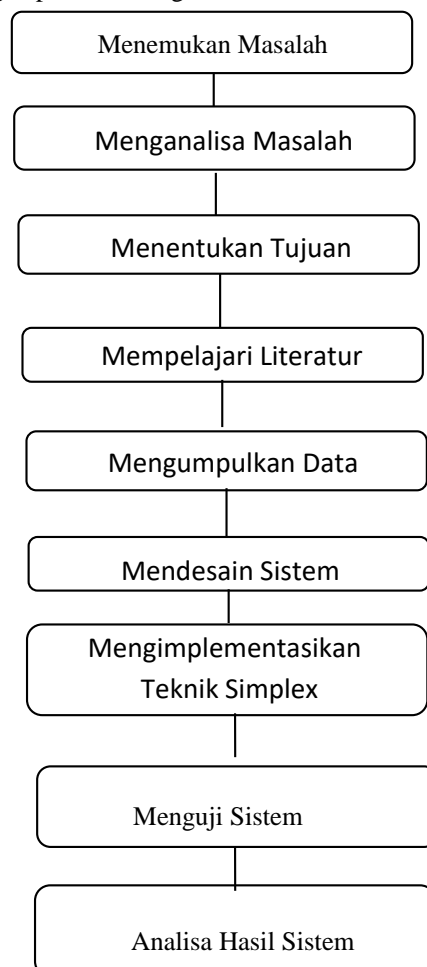 Menemukan Masalah
Menganalisa Masalah
Menentukan Tujuan
Mempelajari Literatur
Mengumpulkan Data
Mendesain Sistem
Mengimplementasikan
Teknik Simplex
Menguji Sistem
Analisa Hasil Sistem